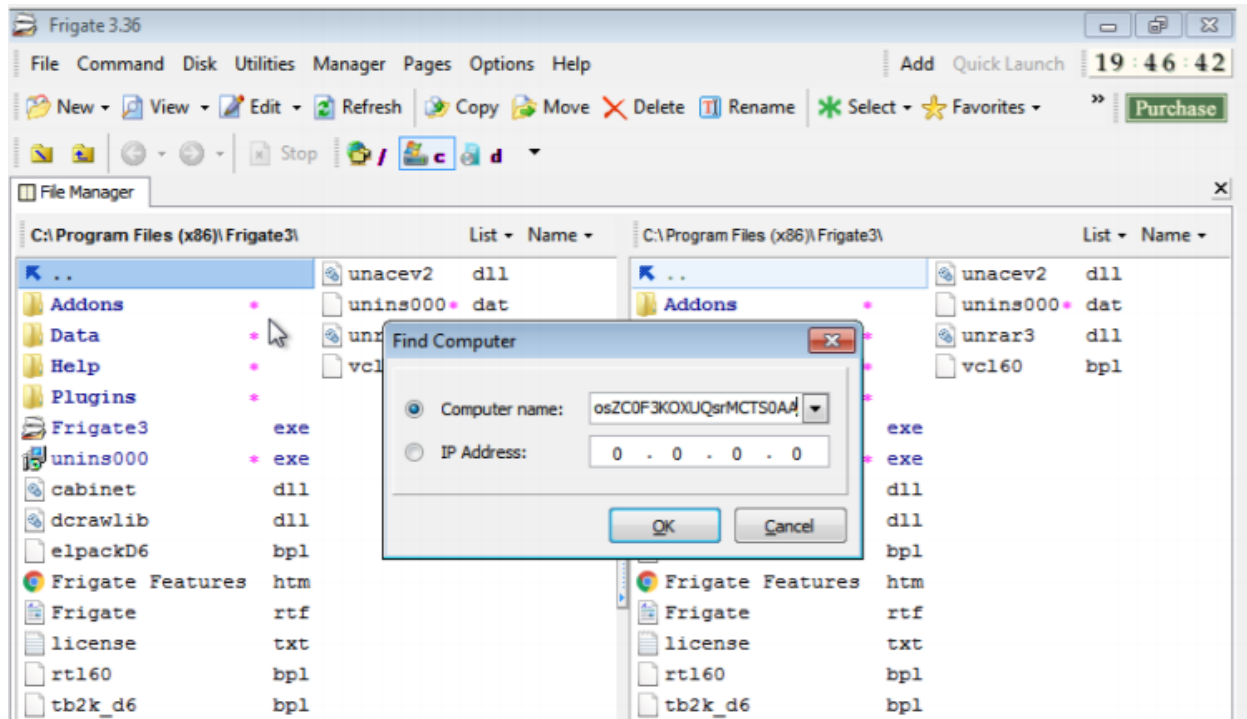 Frigate 3.36
File Command Disk Utilities Manager Pages Options Help Add Quick Launch 19:46:42
New View Edit Refresh Copy Move Delete Rename Select Favorites » Purchase
Stop / c d
File Manager
C:\Program Files (x86)\Frigate3\ List Name C:\Program Files (x86)\Frigate3\ List Name
.. unacev2 dll .. unacev2 dll
Addons * unins000* dat Addons * unins000* dat
Data * unr * unrar3 dll
Help * vcl * vcl60 bpl
Plugins * *
Frigate3 exe exe
unins000 * exe * exe
cabinet dll dll
dcrawlib dll dll
elpackD6 bpl bpl
Frigate Features htm Frigate Features htm
Frigate rtf Frigate rtf
license txt license txt
rtl60 bpl rtl60 bpl
tb2k_d6 bpl tb2k_d6 bpl
Find Computer
Computer name: osZC0F3KOXUQsrMCTS0AA
IP Address: 0 . 0 . 0 . 0
OK Cancel